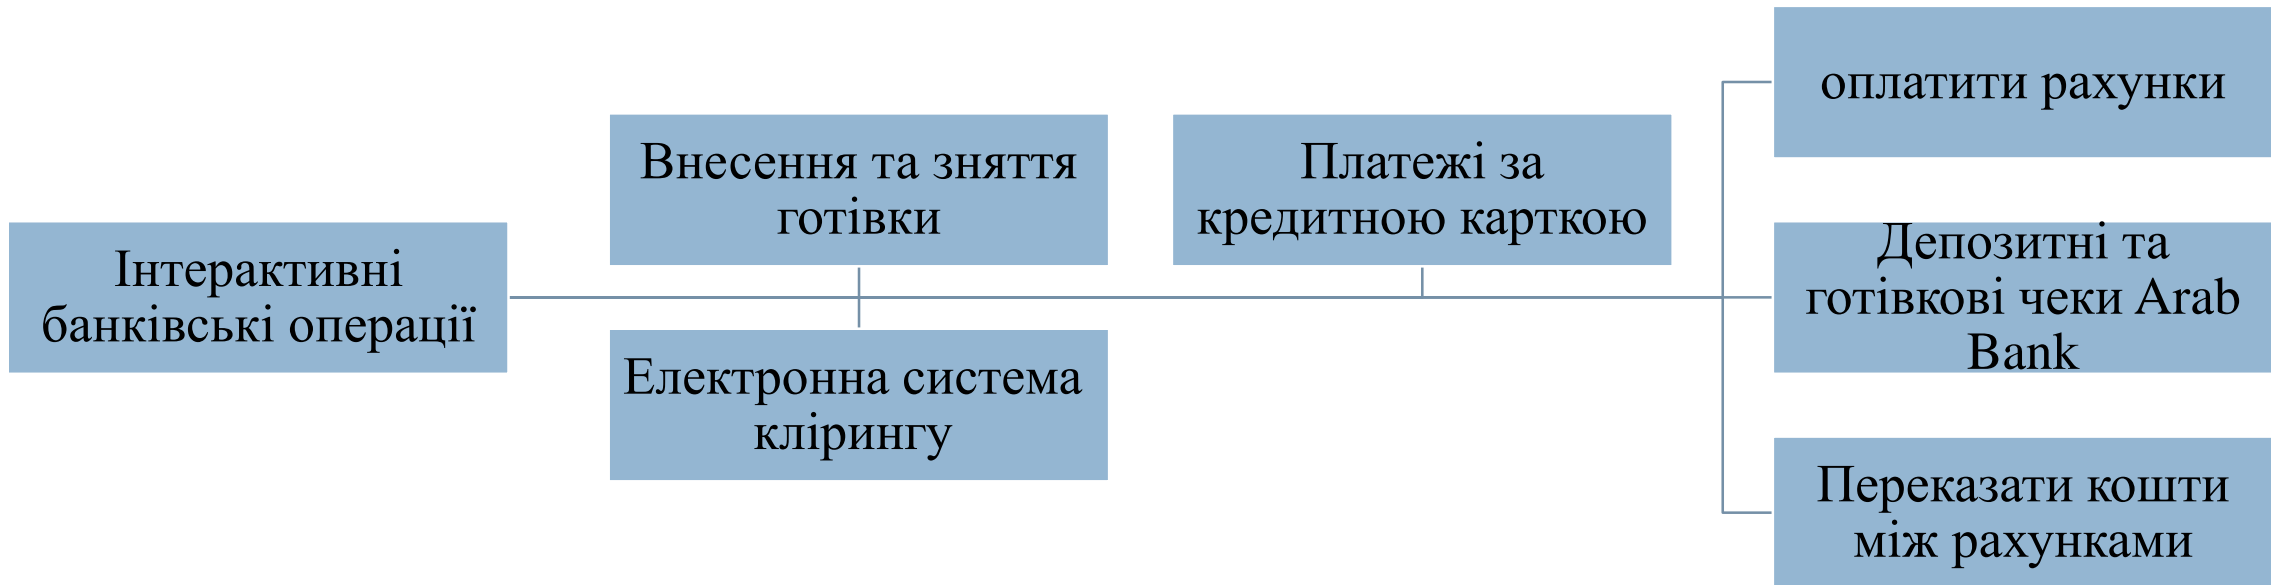 Інтерактивні
банківські операції
Внесення та зняття
готівки
Електронна система
клірингу
Платежі за
кредитною карткою
оплатити рахунки
Депозитні та
готівкові чеки Arab
Bank
Переказати кошти
між рахунками